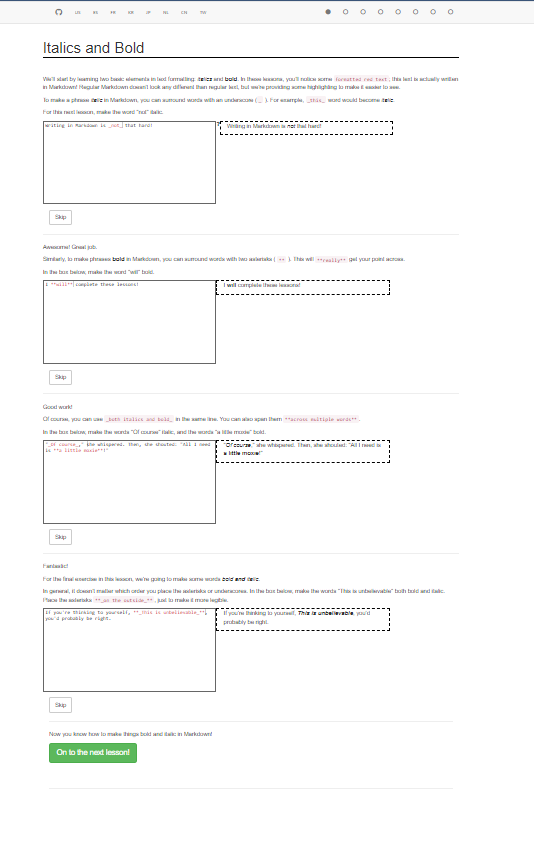 US ES FR KR JP NL CN TW
Italics and Bold
We'll start by learning two basic elements in text formatting: italics and bold. In these lessons, you'll notice some formatted red text, this text is actually written
in Markdown! Regular Markdown doesn't look any different than regular text, but we're providing some highlighting to make it easier to see.
To make a phrase italic in Markdown, you can surround words with an underscore ( _ ). For example, _this_ word would become italic.
For this next lesson, make the word "not" italic.
Writing in Markdown is _not_ that hard!
Writing in Markdown is not that hard!
Skip
Awesome! Great job.
Similarly, to make phrases bold in Markdown, you can surround words with two asterisks ( ** ). This will **really** get your point across.
In the box below, make the word "will" bold.
I **will** complete these lessons!
I will complete these lessons!
Skip
Good work!
Of course, you can use _both italics and bold_ in the same line. You can also span them **across multiple words**.
In the box below, make the words "Of course" italic, and the words "a little moxie" bold.
"_Of course_," she whispered. Then, she shouted: "All I need
is **a little moxie**!"
"Of course," she whispered. Then, she shouted: "All I need is
a little moxie!"
Skip
Fantastic!
For the final exercise in this lesson, we're going to make some words bold and italic.
In general, it doesn't matter which order you place the asterisks or underscores. In the box below, make the words "This is unbelievable" both bold and italic.
Place the asterisks **_on the outside_**, just to make it more legible.
If you're thinking to yourself, **_This is unbelievable_**,
you'd probably be right.
If you're thinking to yourself, This is unbelievable, you'd
probably be right.
Skip
Now you know how to make things bold and italic in Markdown!
On to the next lesson!